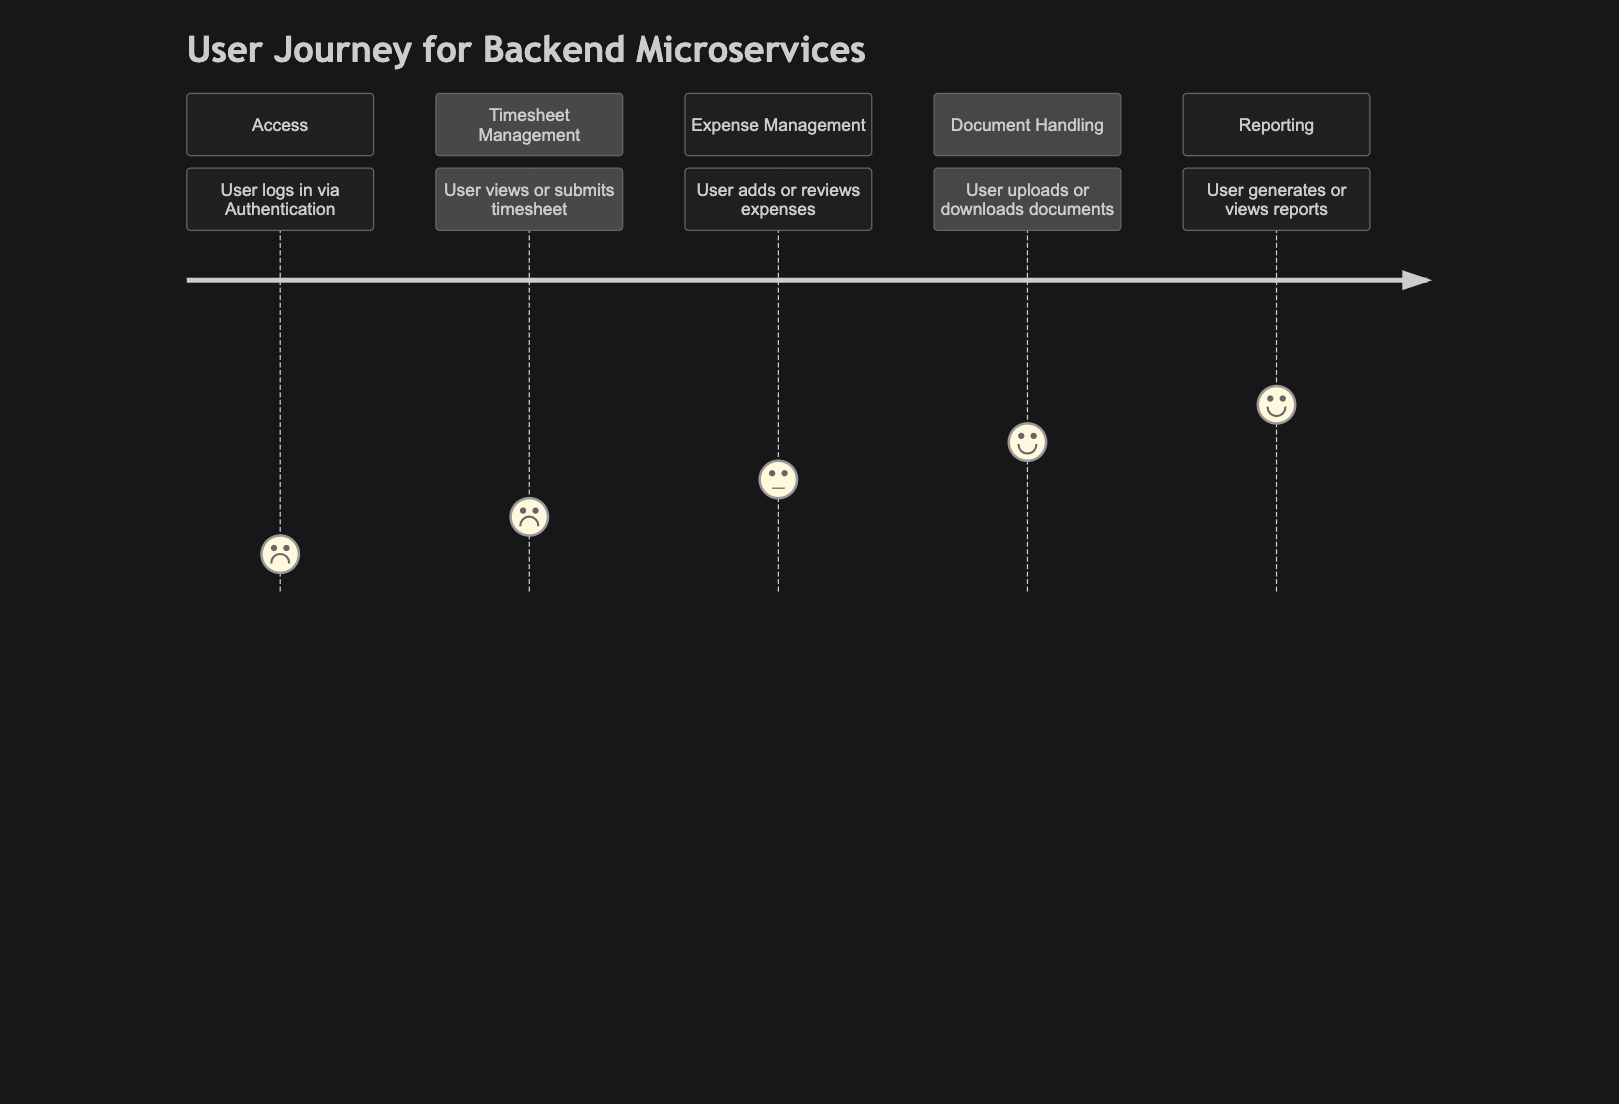 User Journey for Backend Microservices
Access
Timesheet
Management
Expense Management
Document Handling
Reporting
User logs in via
Authentication
User views or submits
timesheet
User adds or reviews
expenses
User uploads or
downloads documents
User generates or
views reports